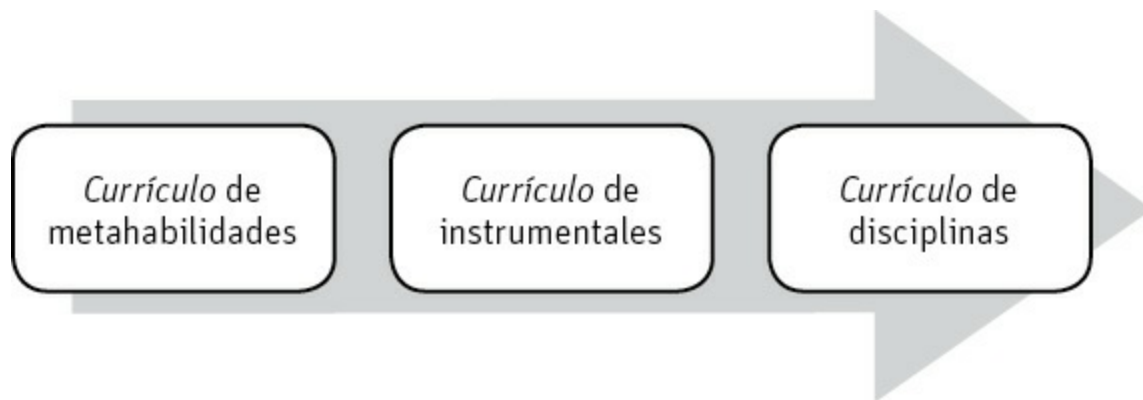 Currículo de
metahabilidades
Currículo de
instrumentales
Currículo de
disciplinas